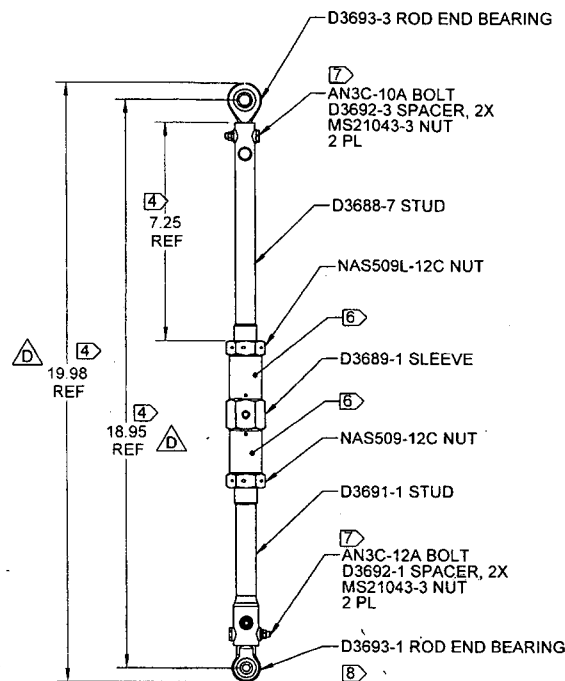 D3693-3 ROD END BEARING
7
AN3C-10A BOLT
D3692-3 SPACER, 2X
MS21043-3 NUT
2 PL
4
7.25
REF
D3688-7 STUD
NAS509L-12C NUT
6
D 4
19.98
REF
D3689-1 SLEEVE
4
18.95
REF D
6
NAS509-12C NUT
D3691-1 STUD
7
AN3C-12A BOLT
D3692-1 SPACER, 2X
MS21043-3 NUT
2 PL
D3693-1 ROD END BEARING
8